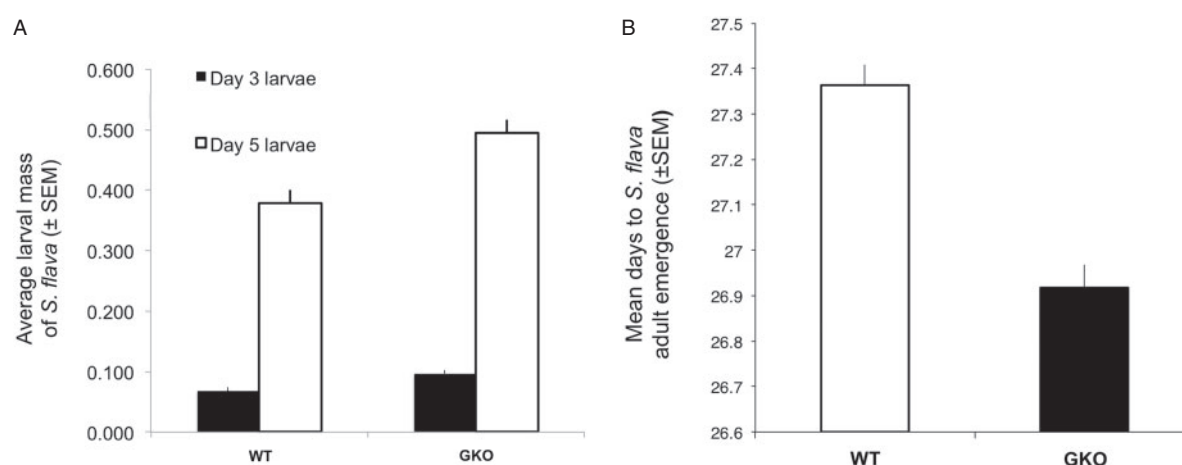 A
Average larval mass
of S. flava (± SEM)
0.600
0.500
0.400
0.300
0.200
0.100
0.000
Day 3 larvae
Day 5 larvae
WT
GKO
B
Mean days to S. flava
adult emergence (±SEM)
27.5
27.4
27.3
27.2
27.1
27
26.9
26.8
26.7
26.6
WT
GKO